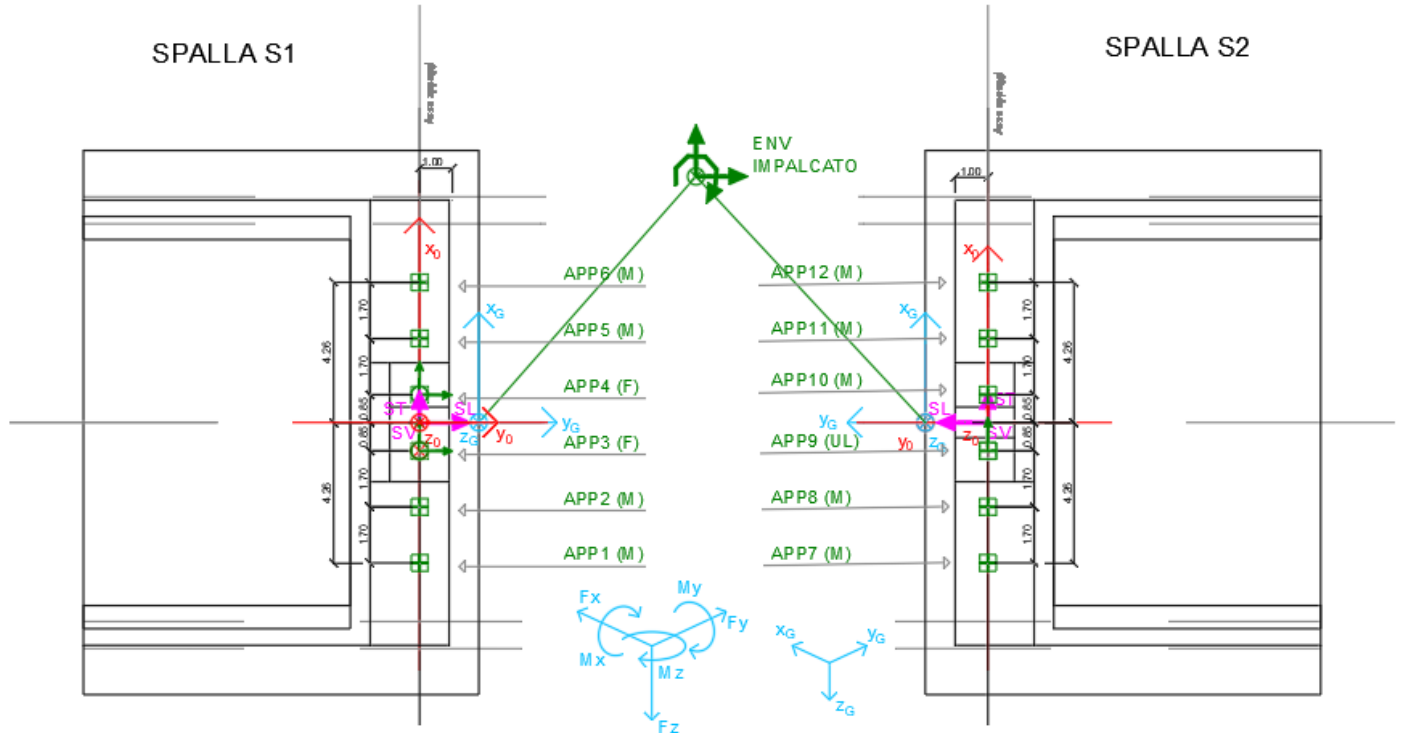 SPALLA S1
SPALLA S2
ENV
IMPALCATO
1.00
1.00
x0
x0
APP6 (M)
APP12 (M)
xG
xG
1.70
1.70
APP5 (M)
APP11 (M)
4.26
4.26
1.70
1.70
APP4 (F)
APP10 (M)
0.85
0.85
ST
SL
SL
ST
SV
z0
zG
y0
yG
yG
y0
z0
SV
0.85
0.85
APP3 (F)
APP9 (UL)
4.26
4.26
1.70
1.70
APP2 (M)
APP8 (M)
1.70
1.70
APP1 (M)
APP7 (M)
Fx
My
Fy
Mx
Mz
Fz
xG
yG
zG